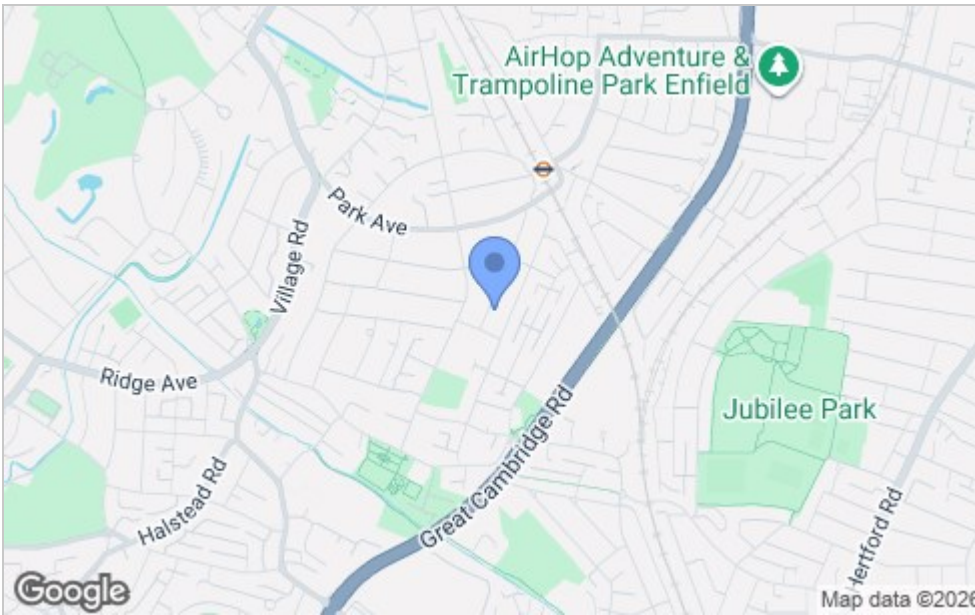 AirHop Adventure &
Trampoline Park Enfield
Park Ave
Village Rd
Ridge Ave
Jubilee Park
Great Cambridge Rd
Halstead Rd
Hertford Rd
Google
Map data ©202